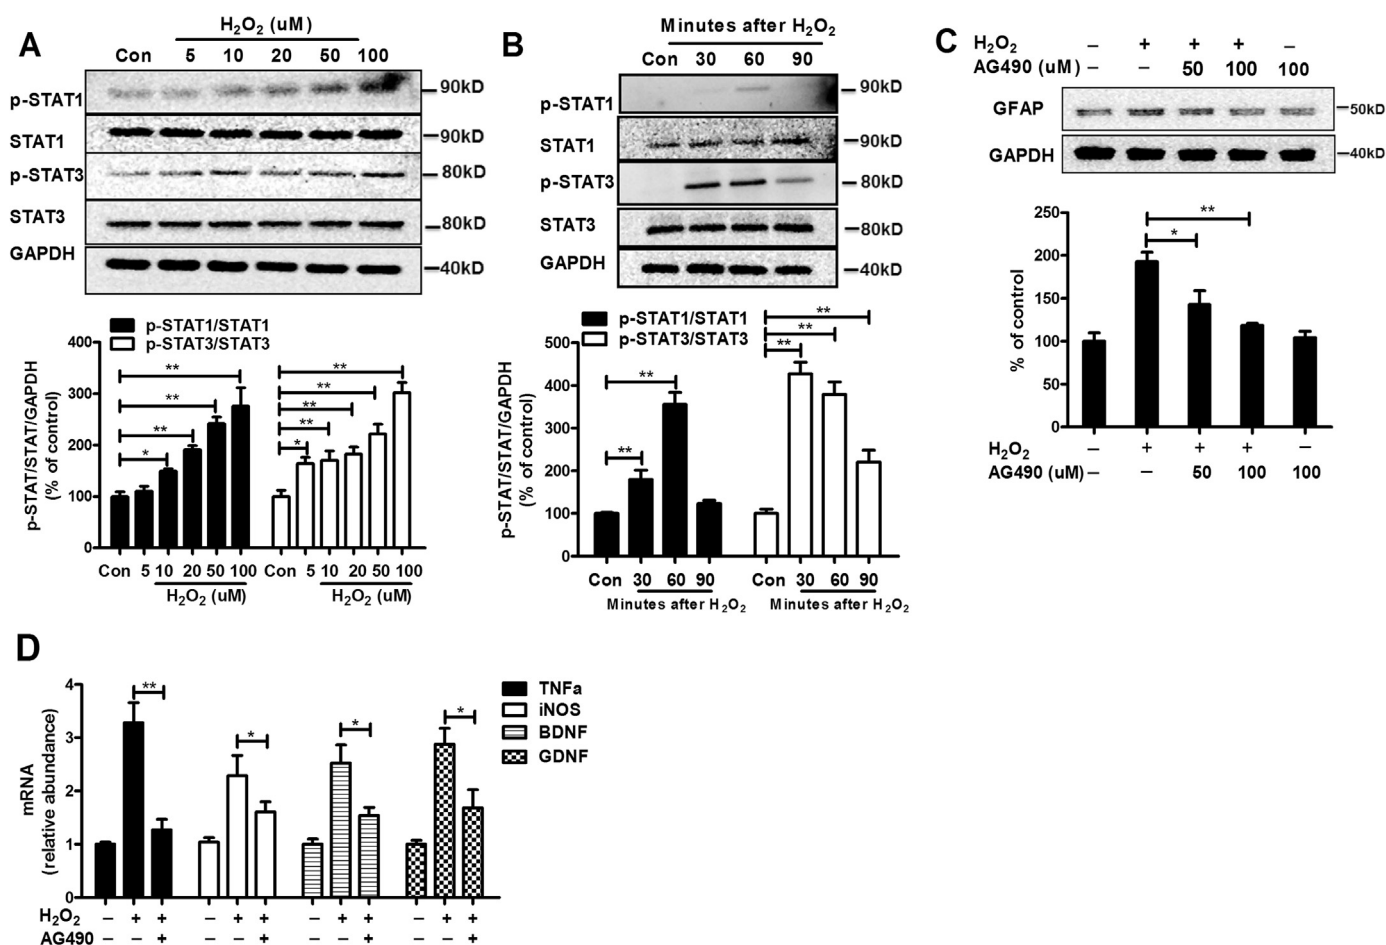 A
H₂O₂ (uM)
Con 5 10 20 50 100
p-STAT1
90kD
STAT1
90kD
p-STAT3
80kD
STAT3
80kD
GAPDH
40kD
p-STAT1/STAT1
p-STAT3/STAT3
p-STAT/STAT/GAPDH
(% of control)
400
300
200
100
0
* ** ** **
* ** ** ** **
Con 5 10 20 50 100 Con 5 10 20 50 100
H₂O₂ (uM) H₂O₂ (uM)
B
Minutes after H₂O₂
Con 30 60 90
p-STAT1
90kD
STAT1
90kD
p-STAT3
80kD
STAT3
80kD
GAPDH
40kD
p-STAT1/STAT1
p-STAT3/STAT3
p-STAT/STAT/GAPDH
(% of control)
500
400
300
200
100
0
** **
** ** **
Con 30 60 90 Con 30 60 90
Minutes after H₂O₂ Minutes after H₂O₂
C
H₂O₂ – + + + –
AG490 (uM) – – 50 100 100
GFAP
50kD
GAPDH
40kD
% of control
250
200
150
100
50
0
**
*
H₂O₂ – + + + –
AG490 (uM) – – 50 100 100
D
mRNA
(relative abundance)
4
3
2
1
0
** * * *
TNFa
iNOS
BDNF
GDNF
H₂O₂ – + + – + + – + + – + +
AG490 – – + – – + – – + – – +